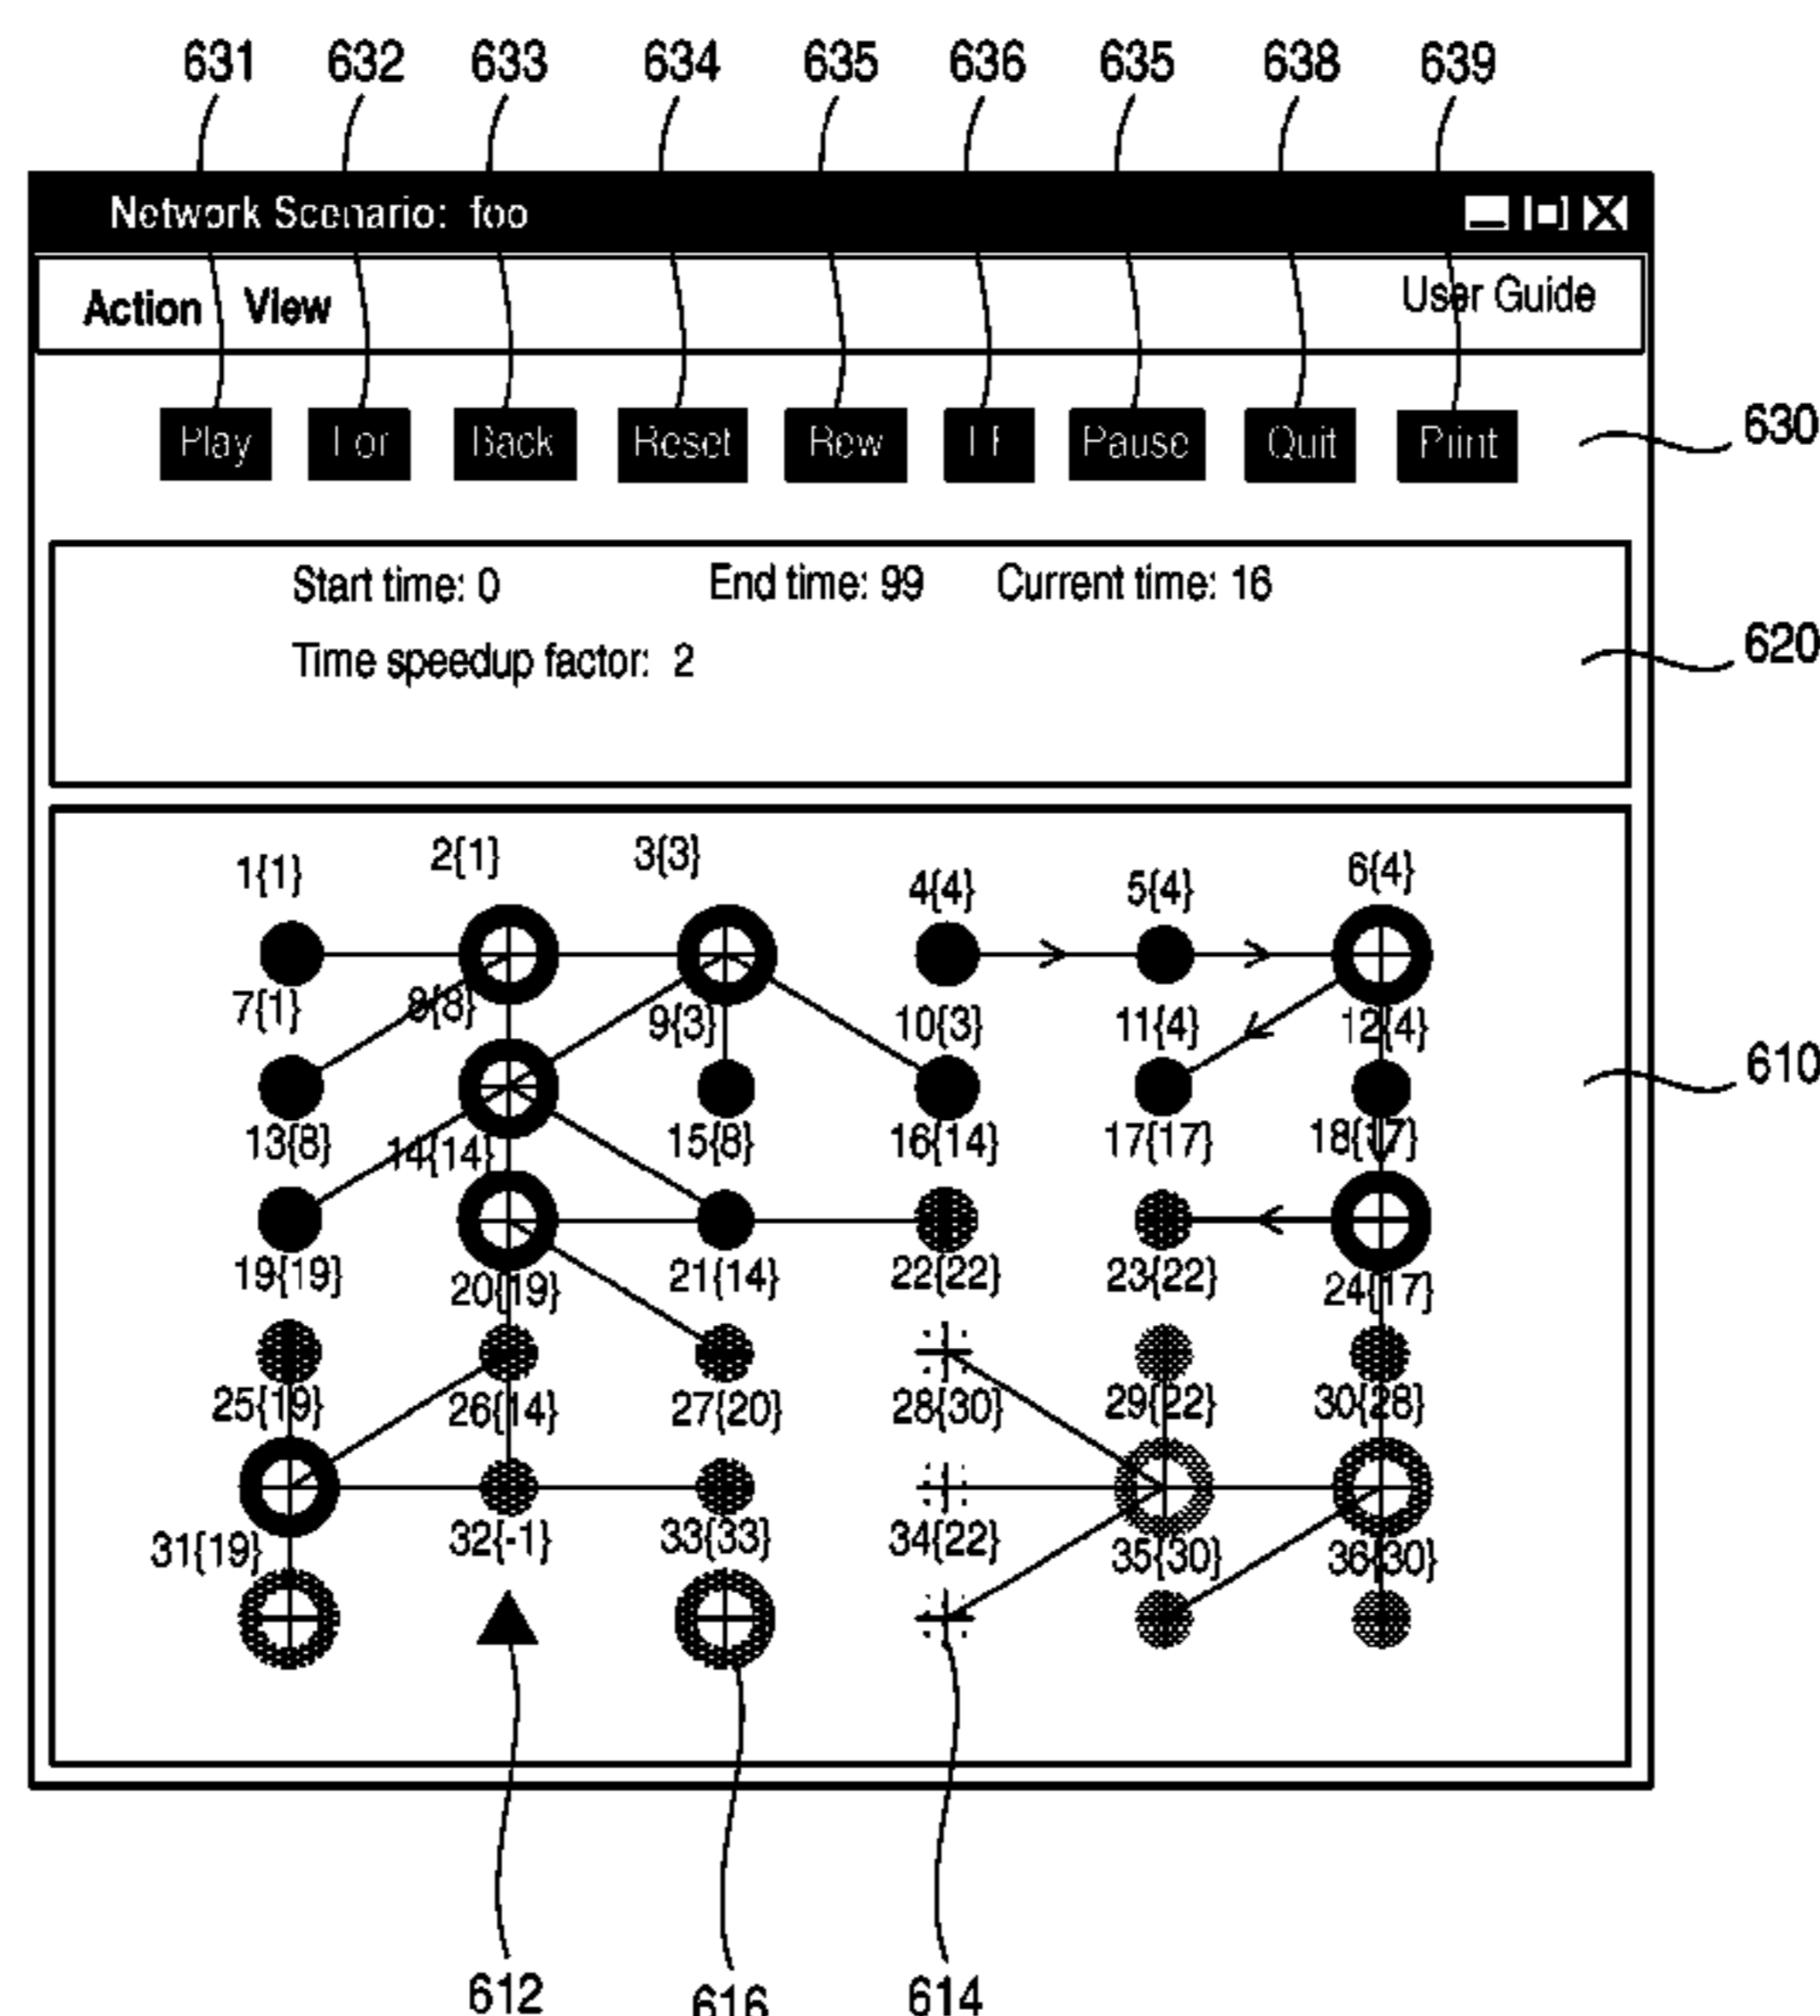 631 632 633 634 635 636 635 638 639
Network Scenario: foo
Action View User Guide
Play Back Reset Rew Pause Quit Print
630
Start time: 0 End time: 99 Current time: 16
Time speedup factor: 2
620
1{1} 2{1} 3{3} 4{4} 5{4} 6{4}
7{1} 8{8} 9{3} 10{3} 11{4} 12{4}
610
13{8} 14{14} 15{8} 16{14} 17{17} 18{17}
19{19} 20{19} 21{14} 22{22} 23{22} 24{17}
25{19} 26{14} 27{20} 28{30} 29{22} 30{28}
31{19} 32{-1} 33{33} 34{22} 35{30} 36{30}
612 616 614